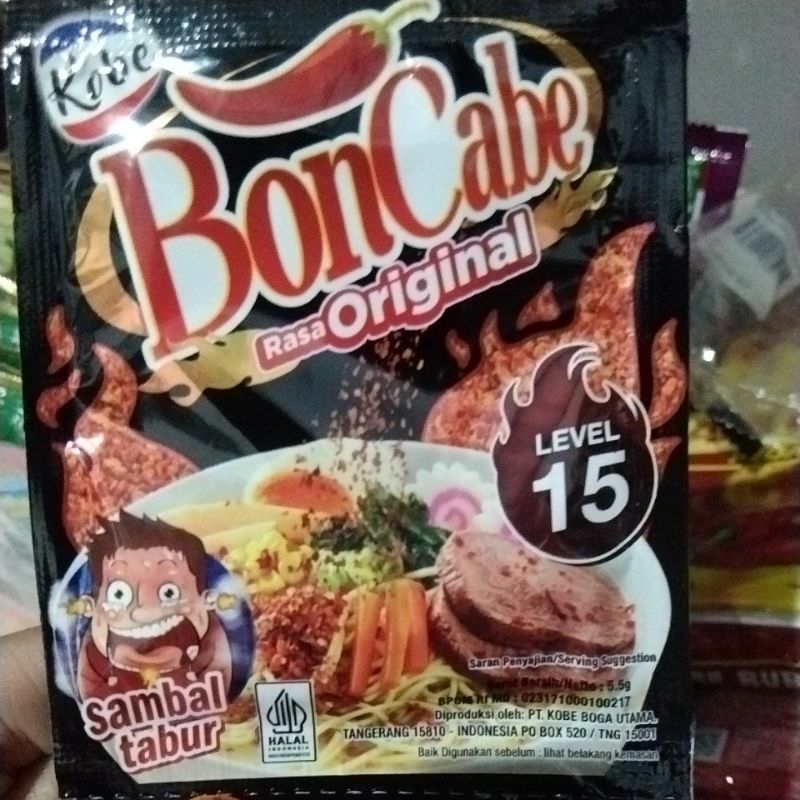 Kobe
BonCabe
Rasa Original
LEVEL
15
sambal
tabur
HALAL
INDONESIA
Saran Penyajian/Serving Suggestion
Berat Bersih/Netto : 5.5g
BPOM RI MD : 023171000100217
Diproduksi oleh: PT. KOBE BOGA UTAMA.
TANGERANG 15810 - INDONESIA PO BOX 520 / TNG 15001
Baik Digunakan sebelum : lihat belakang kemasan